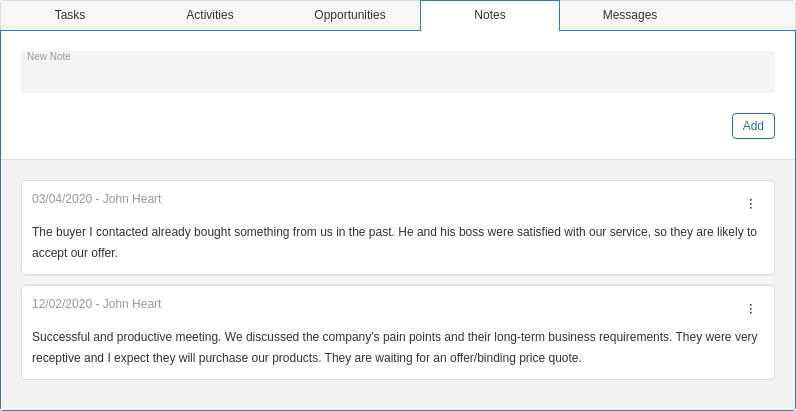 Tasks Activities Opportunities Notes Messages
New Note
Add
03/04/2020 - John Heart
The buyer I contacted already bought something from us in the past. He and his boss were satisfied with our service, so they are likely to
accept our offer.
12/02/2020 - John Heart
Successful and productive meeting. We discussed the company's pain points and their long-term business requirements. They were very
receptive and I expect they will purchase our products. They are waiting for an offer/binding price quote.